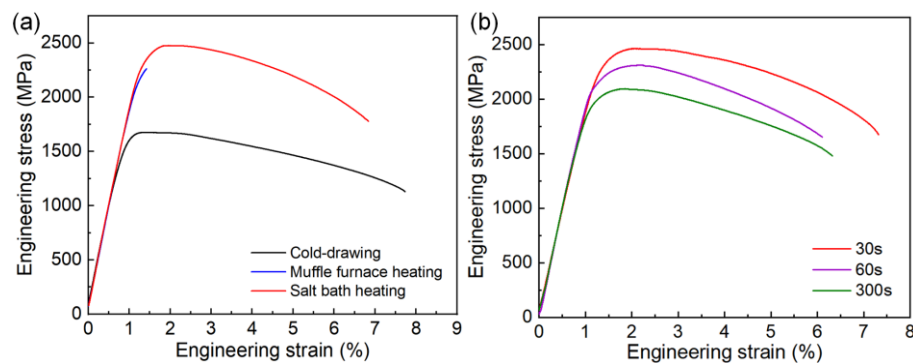 (a)
Engineering stress (MPa)
2500
2000
1500
1000
500
0
Cold-drawing
Muffle furnace heating
Salt bath heating
0 1 2 3 4 5 6 7 8 9
Engineering strain (%)
(b)
Engineering stress (MPa)
2500
2000
1500
1000
500
0
30s
60s
300s
0 1 2 3 4 5 6 7 8
Engineering strain (%)